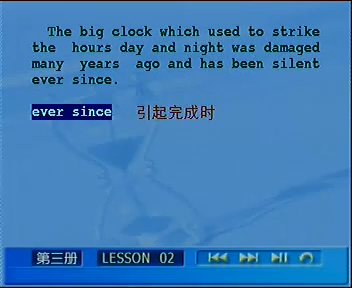 The big clock which used to strike
the hours day and night was damaged
many years ago and has been silent
ever since.
ever since 引起完成时
第三册 LESSON 02